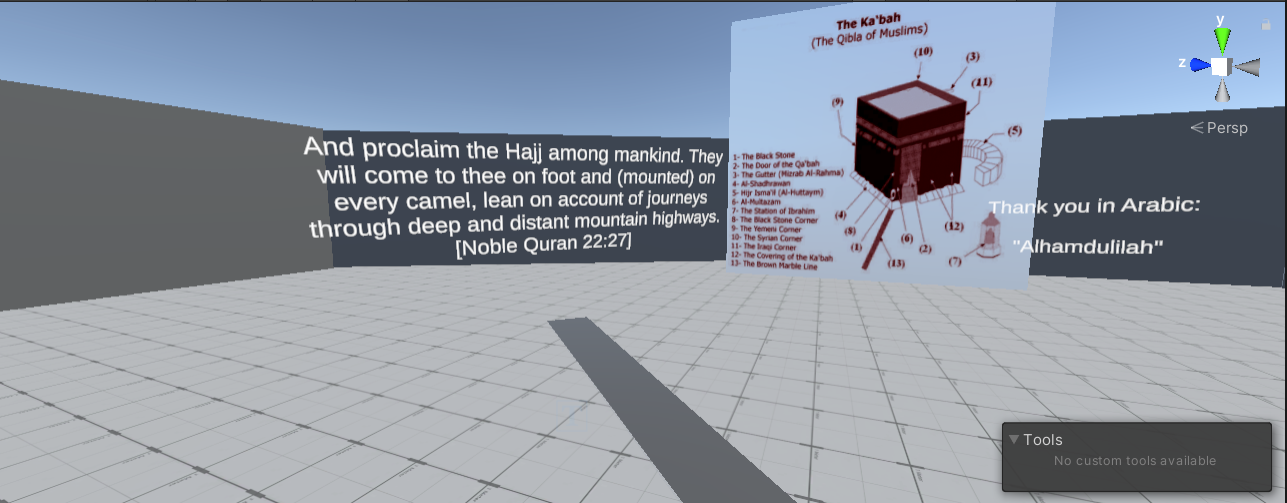 And proclaim the Hajj among mankind. They
will come to thee on foot and (mounted) on
every camel, lean on account of journeys
through deep and distant mountain highways.
[Noble Quran 22:27]
The Ka'bah
(The Qibla of Muslims)
(10)
(3)
(11)
(9)
(5)
1- The Black Stone
2- The Door of the Qa'bah
3- The Gutter (Mizrab Al-Rahma)
4- Al-Shadhrawan
5- Hijr Isma'il (Al-Huttaym)
6- Al-Multazam
7- The Station of Ibrahim
8- The Black Stone Corner
9- The Yemeni Corner
10- The Syrian Corner
11- The Iraqi Corner
12- The Covering of the Ka'bah
13- The Brown Marble Line
(4)
(8)
(1)
(6)
(2)
(12)
(13)
(7)
Thank you in Arabic:
"Alhamdulilah"
y
z
Persp
Tools
No custom tools available